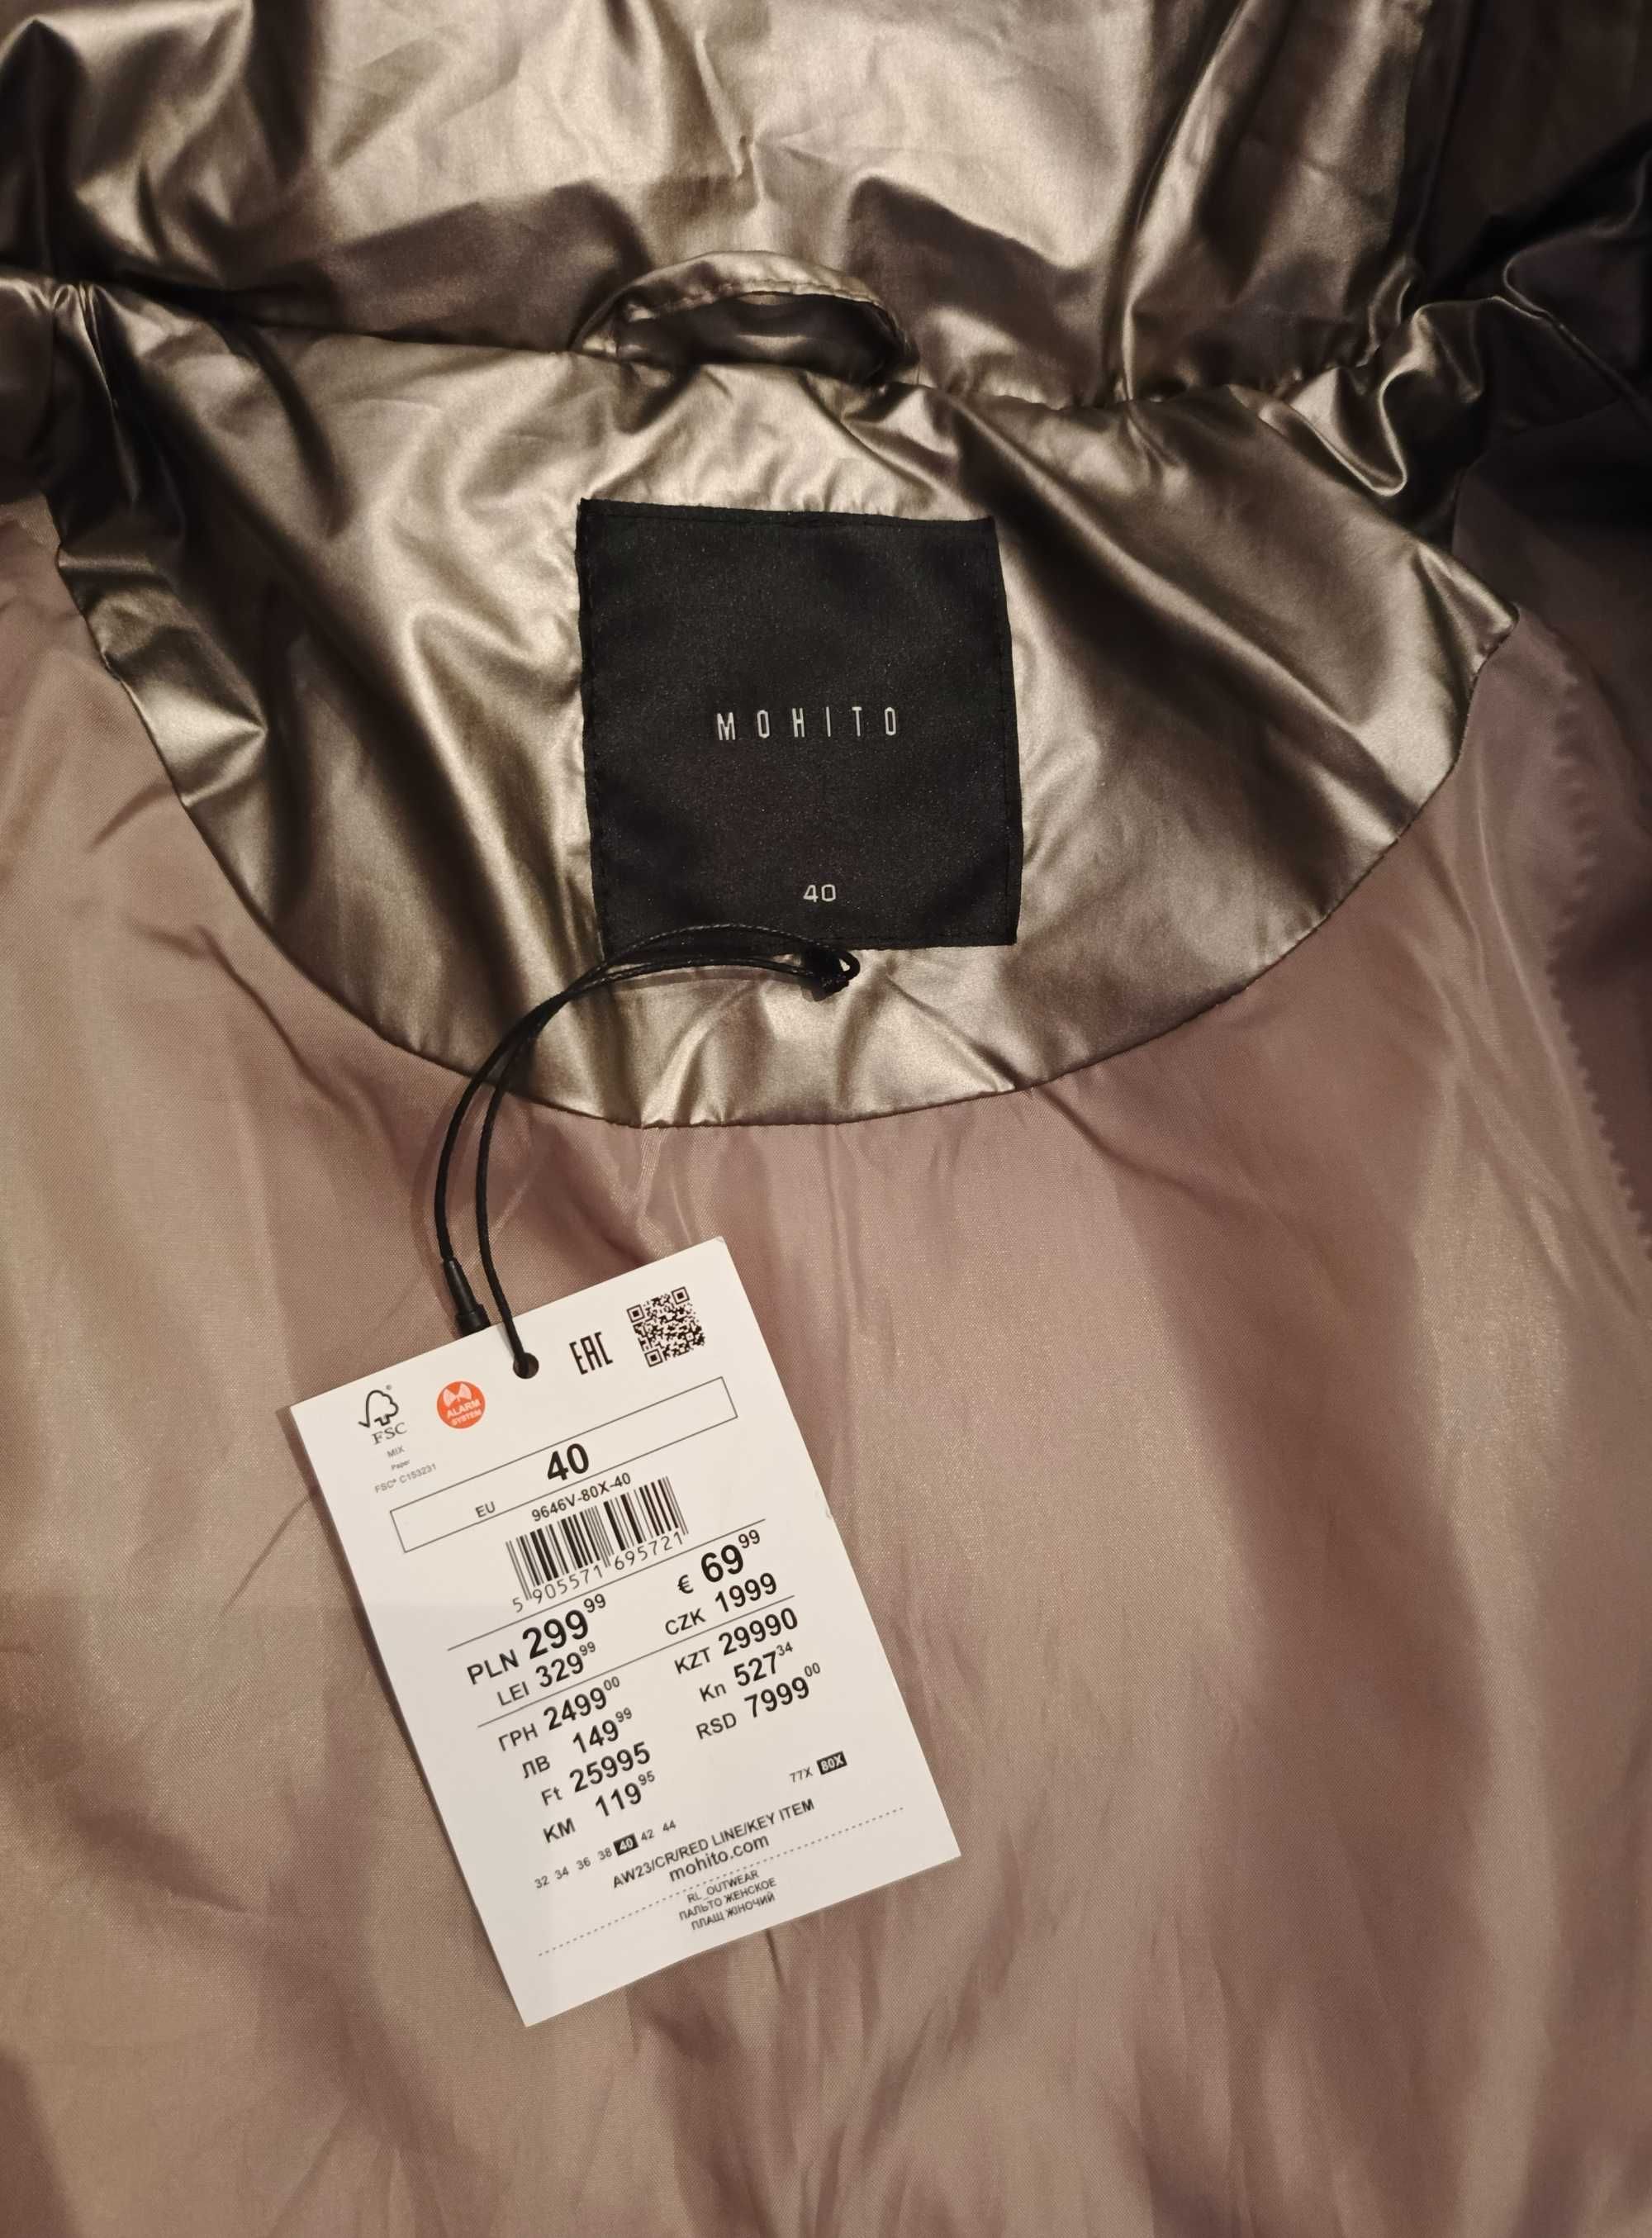 MOHITO
40
EAC
FSC®
MIX
Paper
FSC® C153231
ALARM
SYSTEM
EU 40
9646V-80X-40
5 905571 695721
PLN 299 99
€ 69 99
LEI 329 99
CZK 1999
ГРН 2499 00
KZT 29990
ЛВ 149 99
Kn 527 34
Ft 25995
RSD 7999 00
KM 119 95
77X 80X
32 34 36 38 40 42 44
AW23/CR/RED LINE/KEY ITEM
mohito.com
RL_OUTWEAR
ПАЛЬТО ЖЕНСКОЕ
ПЛАЩ ЖІНОЧИЙ